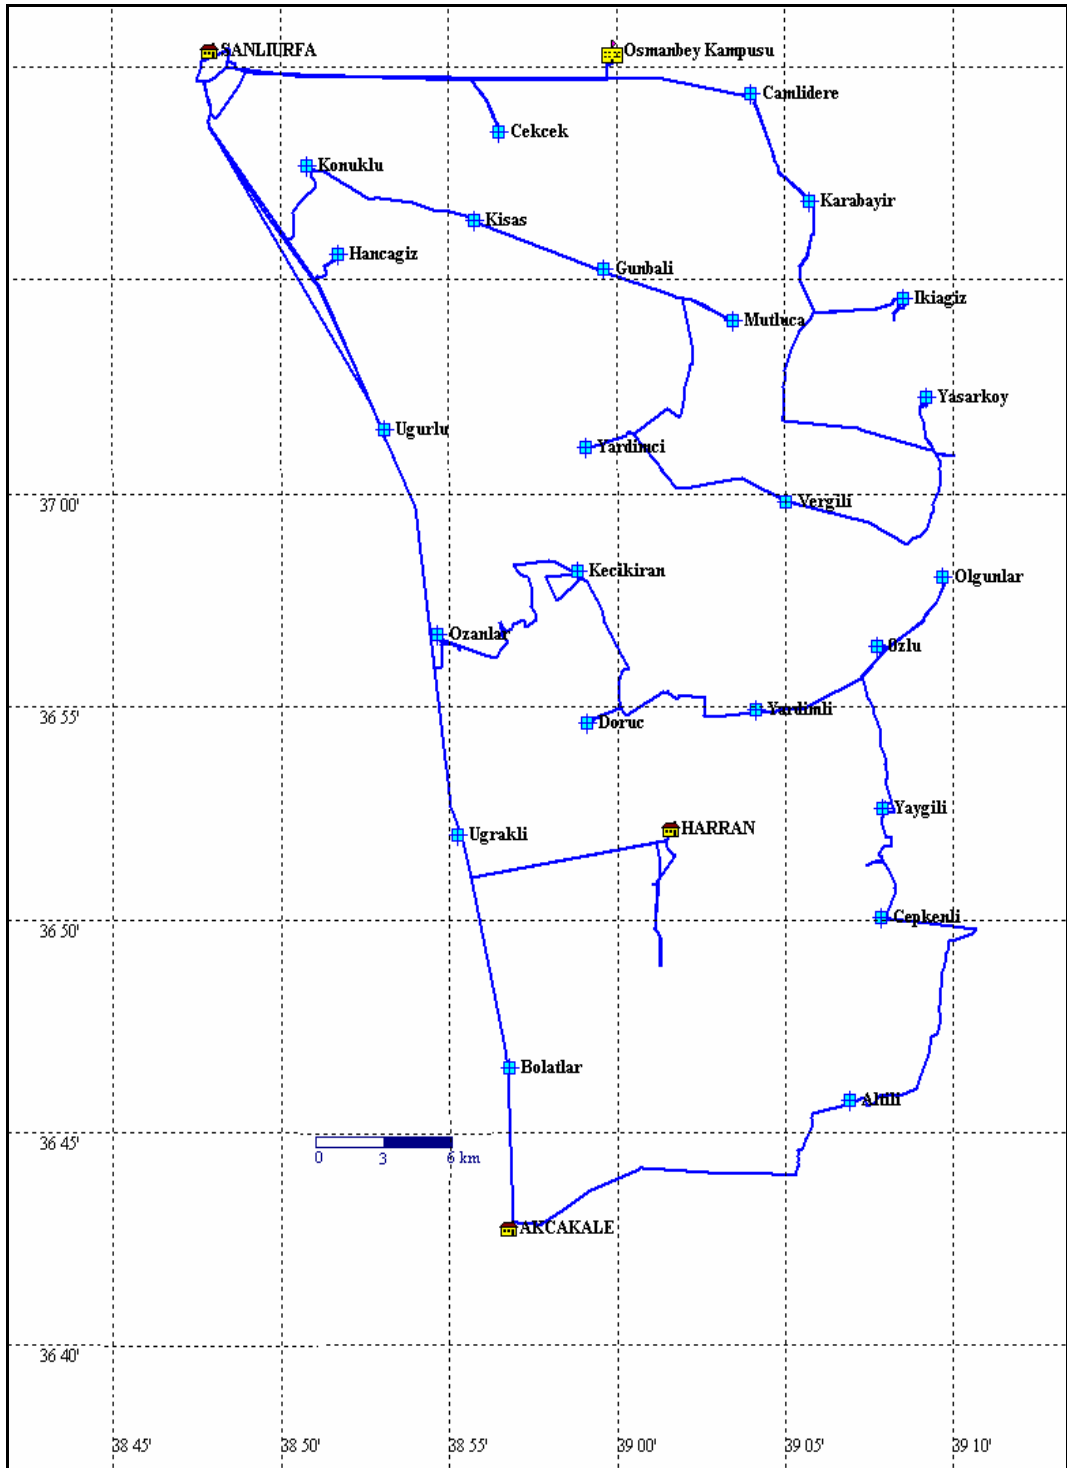 SANLIURFA
Osmanbey Kampusu
Camlidere
Cekcek
Konuklu
Karabayir
Kisas
Hancagiz
Gunbali
Ikiagiz
Mutluca
Yasarkoy
Ugurlu
Yardimci
37 00'
Vergili
Kecikiran
Olgunlar
Ozanlar
Ozlu
36 55'
Yardimli
Doruc
Yaygili
HARRAN
Ugrakli
36 50'
Cepkenli
Bolatlar
Altili
36 45'
0 3 6 km
AKCAKALE
36 40'
38 45' 38 50' 38 55' 39 00' 39 05' 39 10'